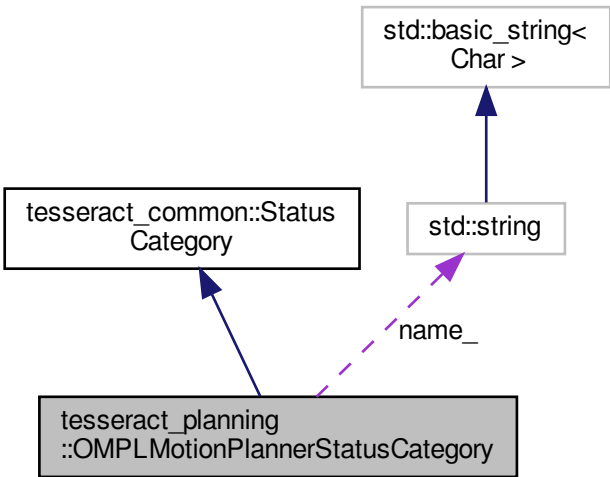 std::basic_string<
Char >
tesseract_common::Status
Category
std::string
name_
tesseract_planning
::OMPLMotionPlannerStatusCategory